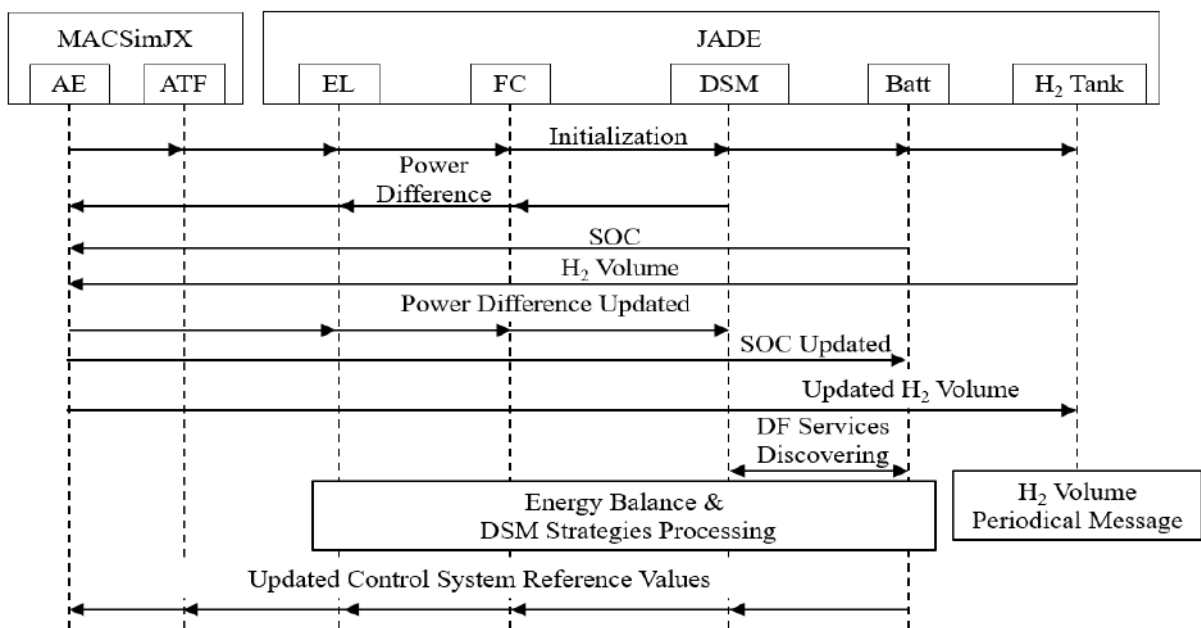 MACSimJX
JADE
AE
ATF
EL
FC
DSM
Batt
H₂ Tank
Initialization
Power
Difference
SOC
H₂ Volume
Power Difference Updated
SOC Updated
Updated H₂ Volume
DF Services
Discovering
Energy Balance &
DSM Strategies Processing
H₂ Volume
Periodical Message
Updated Control System Reference Values